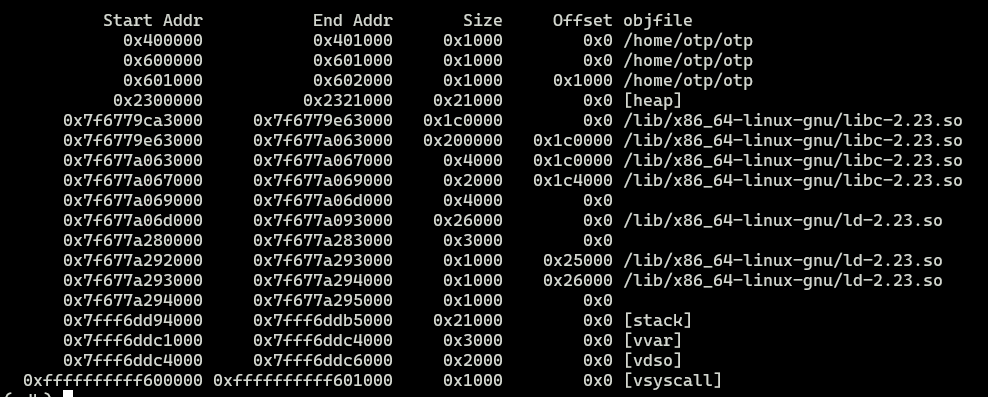 Start Addr End Addr Size Offset objfile
0x400000 0x401000 0x1000 0x0 /home/otp/otp
0x600000 0x601000 0x1000 0x0 /home/otp/otp
0x601000 0x602000 0x1000 0x1000 /home/otp/otp
0x2300000 0x2321000 0x21000 0x0 [heap]
0x7f6779ca3000 0x7f6779e63000 0x1c0000 0x0 /lib/x86_64-linux-gnu/libc-2.23.so
0x7f6779e63000 0x7f677a063000 0x200000 0x1c0000 /lib/x86_64-linux-gnu/libc-2.23.so
0x7f677a063000 0x7f677a067000 0x4000 0x1c0000 /lib/x86_64-linux-gnu/libc-2.23.so
0x7f677a067000 0x7f677a069000 0x2000 0x1c4000 /lib/x86_64-linux-gnu/libc-2.23.so
0x7f677a069000 0x7f677a06d000 0x4000 0x0
0x7f677a06d000 0x7f677a093000 0x26000 0x0 /lib/x86_64-linux-gnu/ld-2.23.so
0x7f677a280000 0x7f677a283000 0x3000 0x0
0x7f677a292000 0x7f677a293000 0x1000 0x25000 /lib/x86_64-linux-gnu/ld-2.23.so
0x7f677a293000 0x7f677a294000 0x1000 0x26000 /lib/x86_64-linux-gnu/ld-2.23.so
0x7f677a294000 0x7f677a295000 0x1000 0x0
0x7fff6dd94000 0x7fff6ddb5000 0x21000 0x0 [stack]
0x7fff6ddc1000 0x7fff6ddc4000 0x3000 0x0 [vvar]
0x7fff6ddc4000 0x7fff6ddc6000 0x2000 0x0 [vdso]
0xffffffffff600000 0xffffffffff601000 0x1000 0x0 [vsyscall]